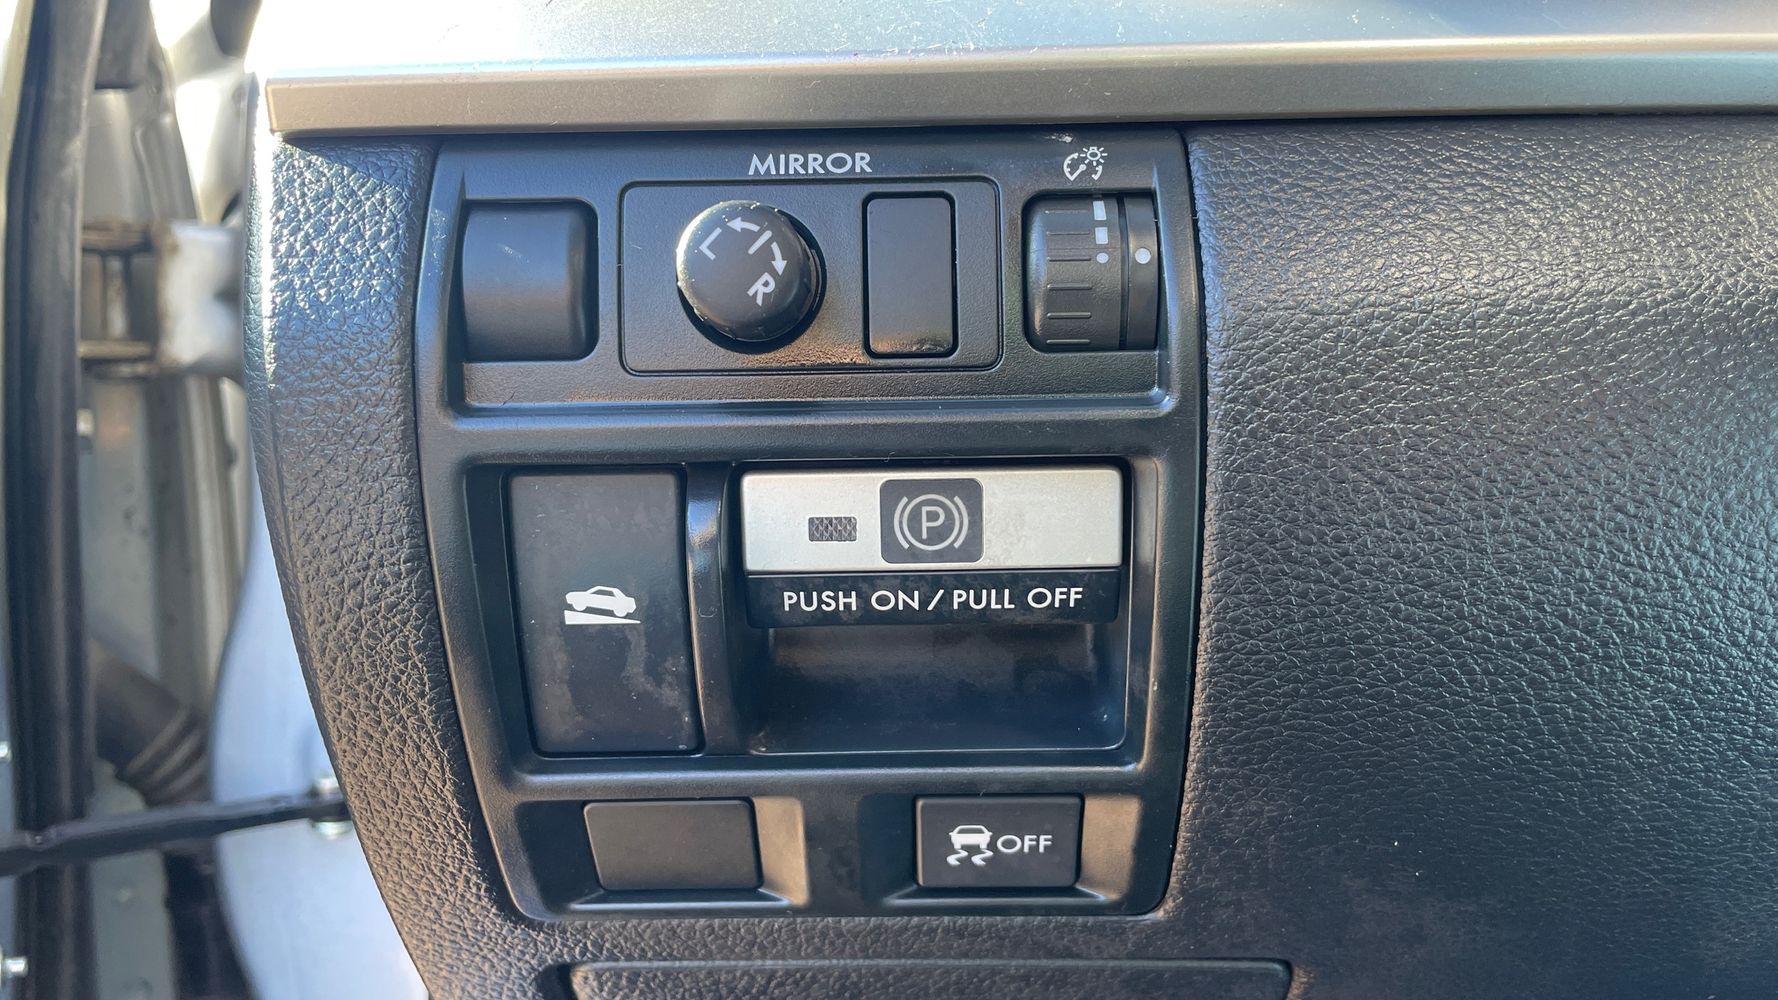 MIRROR
L R
P
PUSH ON / PULL OFF
OFF